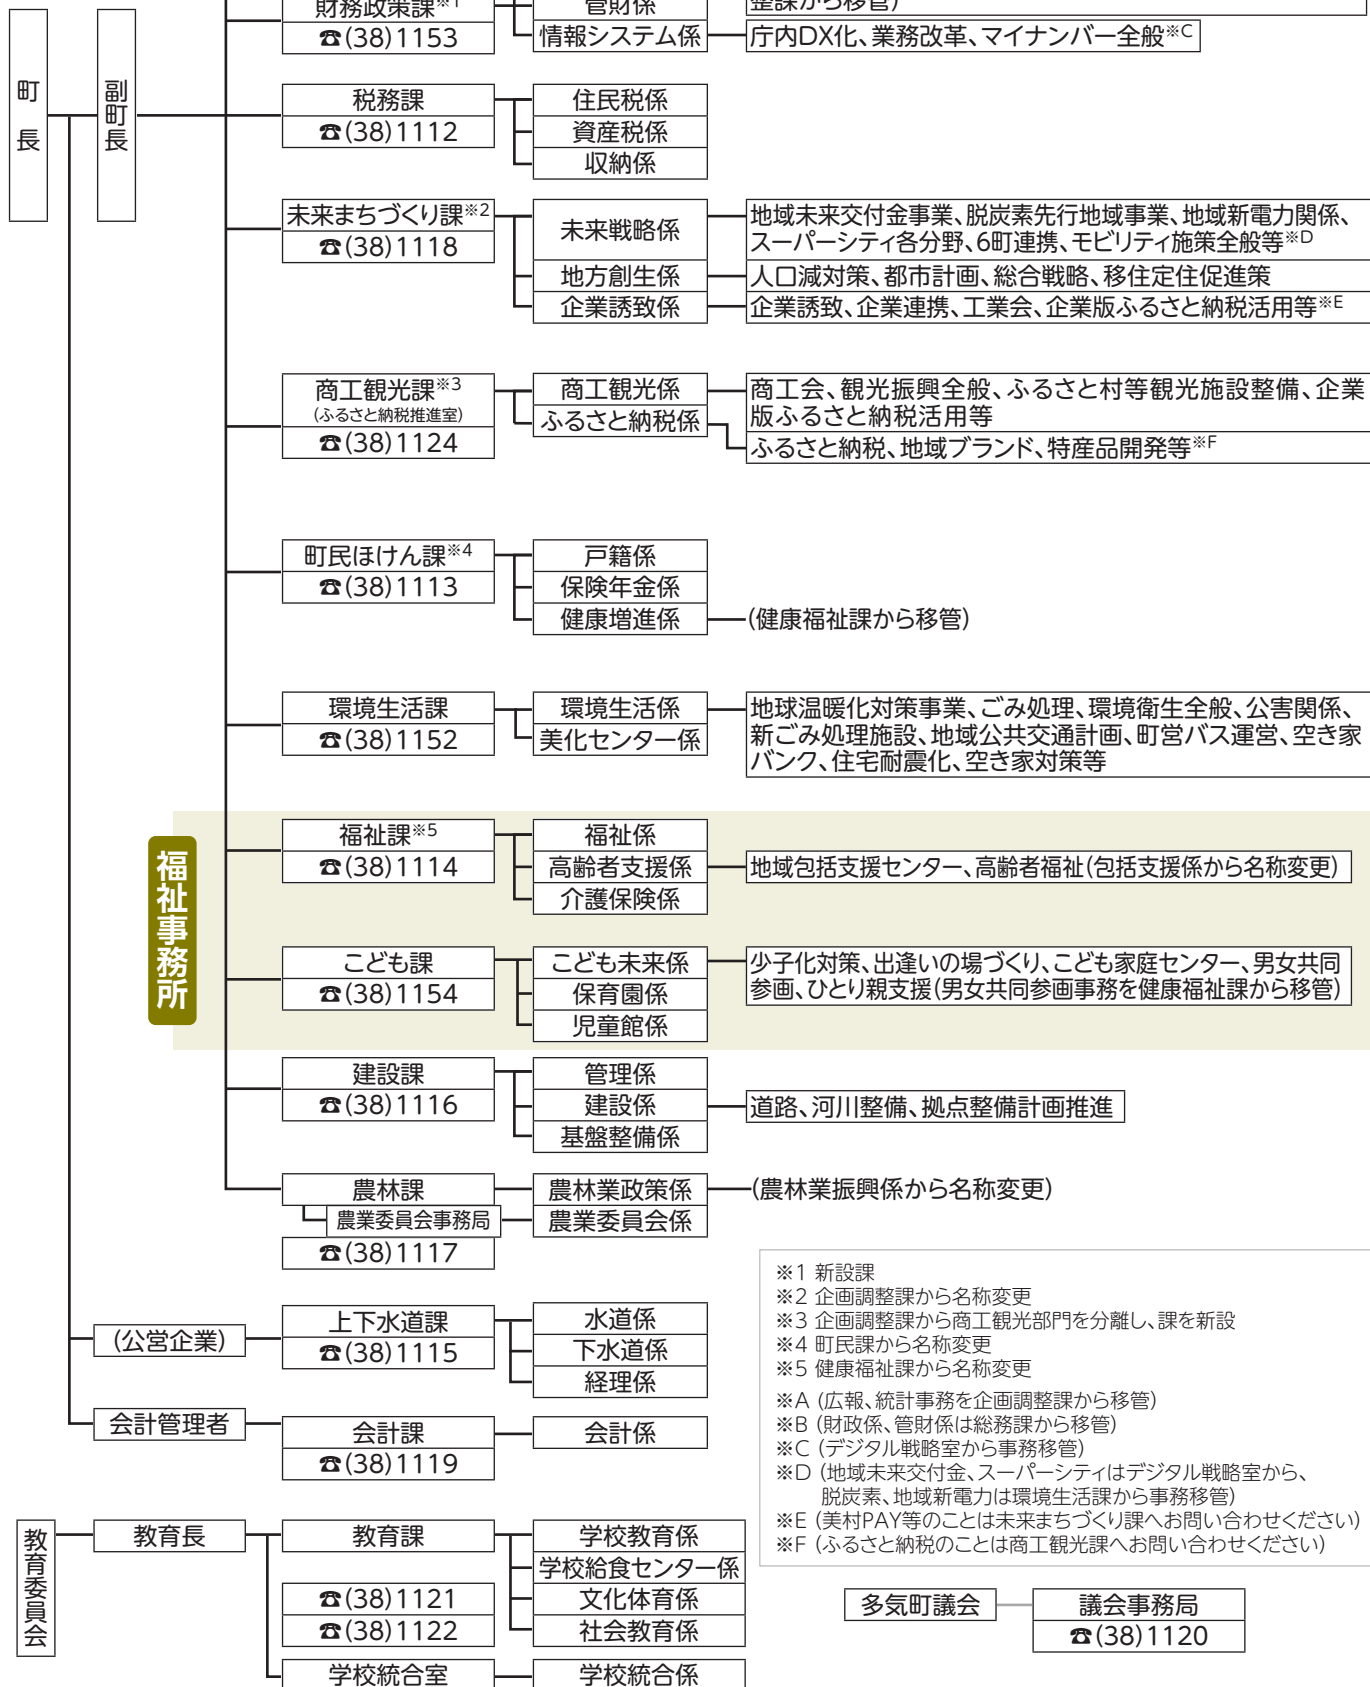 町長
副町長
財務政策課※1
☎(38)1153
管財係
整課から移管)
情報システム係
庁内DX化、業務改革、マイナンバー全般※C
税務課
☎(38)1112
住民税係
資産税係
収納係
未来まちづくり課※2
☎(38)1118
未来戦略係
地域未来交付金事業、脱炭素先行地域事業、地域新電力関係、
スーパーシティ各分野、6町連携、モビリティ施策全般等※D
地方創生係
人口減対策、都市計画、総合戦略、移住定住促進策
企業誘致係
企業誘致、企業連携、工業会、企業版ふるさと納税活用等※E
商工観光課※3
(ふるさと納税推進室)
☎(38)1124
商工観光係
商工会、観光振興全般、ふるさと村等観光施設整備、企業
版ふるさと納税活用等
ふるさと納税係
ふるさと納税、地域ブランド、特産品開発等※F
町民ほけん課※4
☎(38)1113
戸籍係
保険年金係
健康増進係
(健康福祉課から移管)
環境生活課
☎(38)1152
環境生活係
美化センター係
地球温暖化対策事業、ごみ処理、環境衛生全般、公害関係、
新ごみ処理施設、地域公共交通計画、町営バス運営、空き家
バンク、住宅耐震化、空き家対策等
福祉事務所
福祉課※5
☎(38)1114
福祉係
高齢者支援係
地域包括支援センター、高齢者福祉(包括支援係から名称変更)
介護保険係
こども課
☎(38)1154
こども未来係
少子化対策、出逢いの場づくり、こども家庭センター、男女共同
参画、ひとり親支援(男女共同参画事務を健康福祉課から移管)
保育園係
児童館係
建設課
☎(38)1116
管理係
建設係
道路、河川整備、拠点整備計画推進
基盤整備係
農林課
農林業政策係
(農林業振興係から名称変更)
農業委員会事務局
農業委員会係
☎(38)1117
(公営企業)
上下水道課
☎(38)1115
水道係
下水道係
経理係
会計管理者
会計課
☎(38)1119
会計係
教育委員会
教育長
教育課
☎(38)1121
☎(38)1122
学校教育係
学校給食センター係
文化体育係
社会教育係
学校統合室
学校統合係
※1 新設課
※2 企画調整課から名称変更
※3 企画調整課から商工観光部門を分離し、課を新設
※4 町民課から名称変更
※5 健康福祉課から名称変更
※A (広報、統計事務を企画調整課から移管)
※B (財政係、管財係は総務課から移管)
※C (デジタル戦略室から事務移管)
※D (地域未来交付金、スーパーシティはデジタル戦略室から、
脱炭素、地域新電力は環境生活課から事務移管)
※E (美村PAY等のことは未来まちづくり課へお問い合わせください)
※F (ふるさと納税のことは商工観光課へお問い合わせください)
多気町議会
議会事務局
☎(38)1120